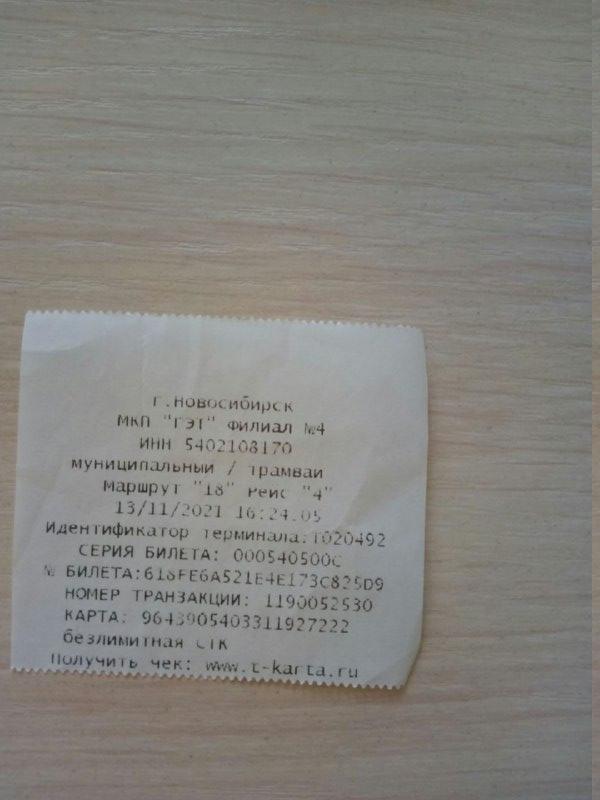 г.Новосибирск
МКП "ГЭТ" Филиал №4
ИНН 5402108170
муниципальный / трамвай
Маршрут "18" Рейс "4"
13/11/2021 16:24:05
Идентификатор терминала:1020492
СЕРИЯ БИЛЕТА: 000540500C
№ БИЛЕТА:618FE6A521E4E173C825D9
НОМЕР ТРАНЗАКЦИИ: 1190052530
КАРТА: 96439054033119272​22
безлимитная СТК
Получить чек: www.t-karta.ru